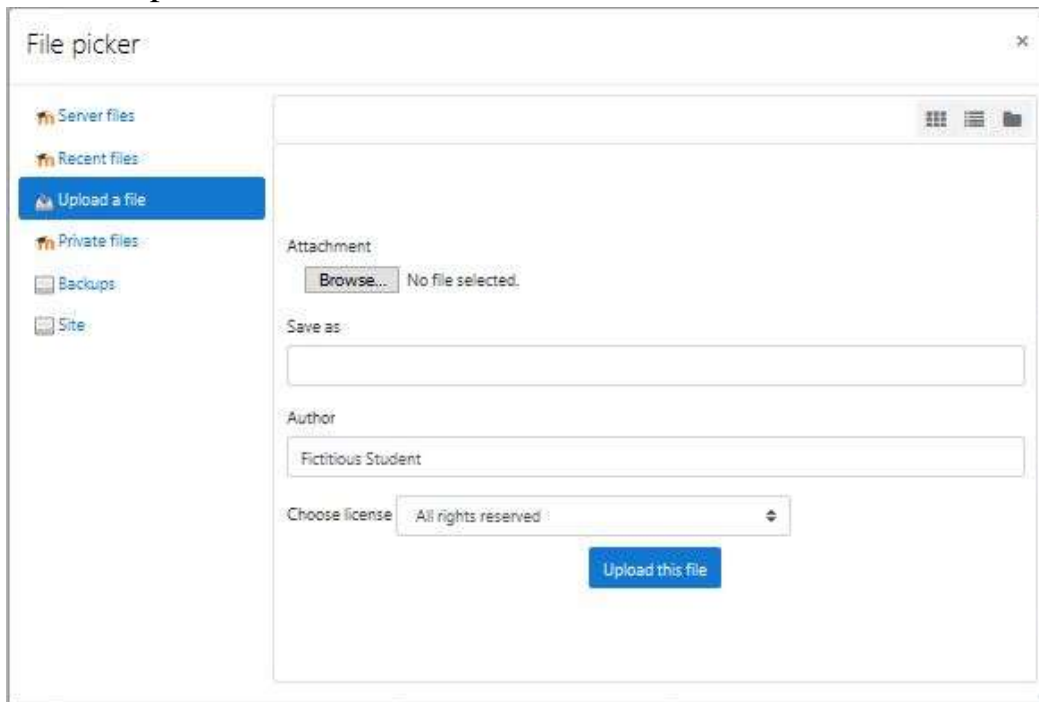 File picker
×
Server files
Recent files
Upload a file
Private files
Backups
Site
Attachment
Browse... No file selected.
Save as
Author
Fictitious Student
Choose license All rights reserved
Upload this file